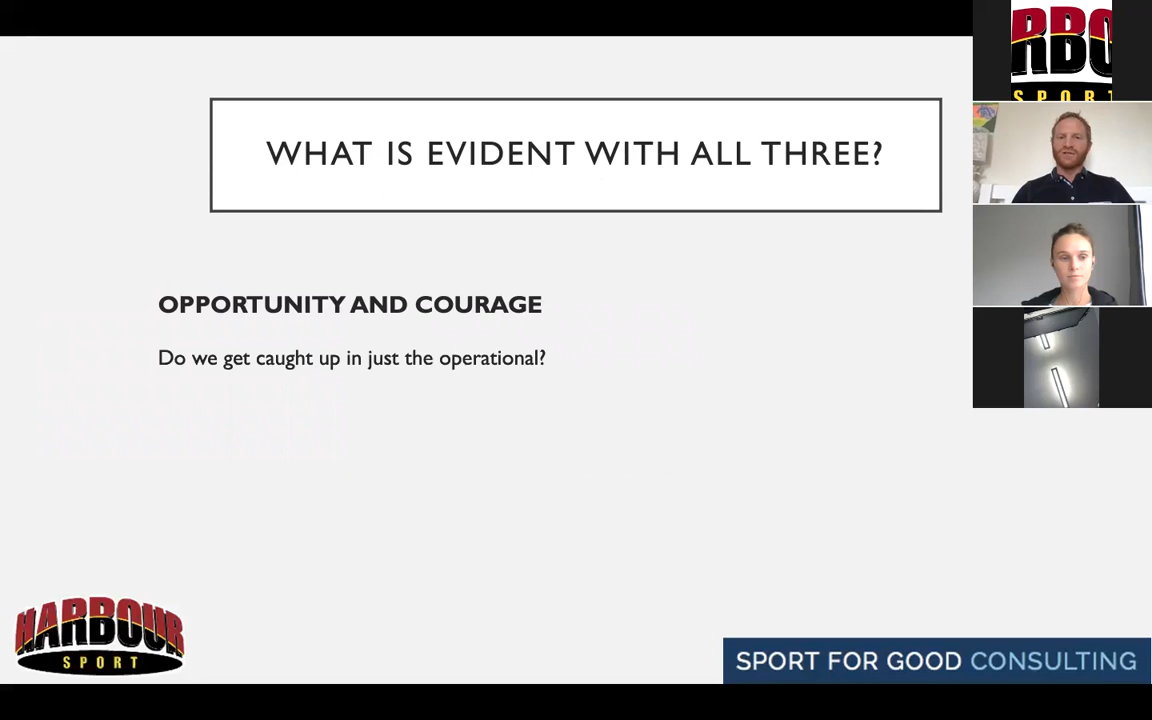 WHAT IS EVIDENT WITH ALL THREE?
OPPORTUNITY AND COURAGE
Do we get caught up in just the operational?
HARBOUR
SPORT
SPORT FOR GOOD CONSULTING
RBO
SPORT